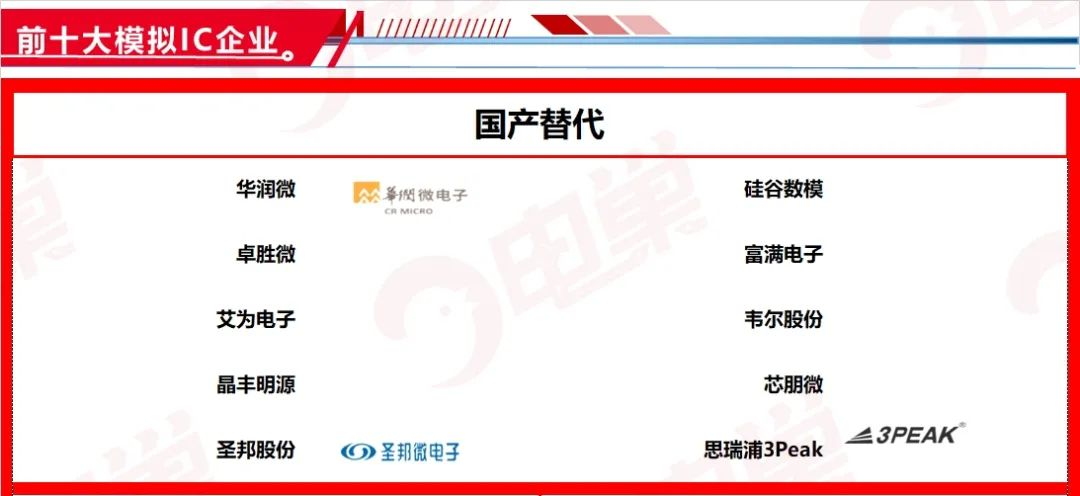 前十大模拟IC企业
国产替代
华润微 華潤微电子 硅谷数模
CR MICRO
卓胜微 富满电子
艾为电子 韦尔股份
晶丰明源 芯朋微
圣邦股份 圣邦微电子 思瑞浦3Peak 3PEAK®
电巢